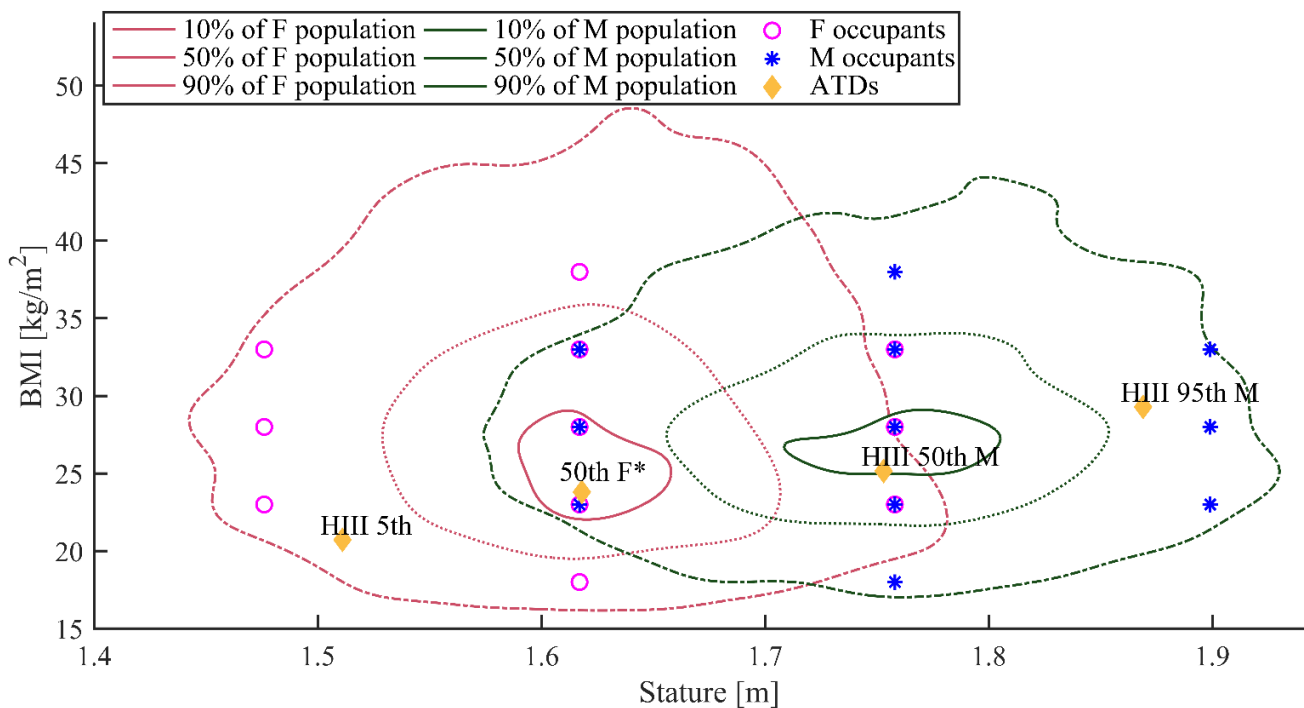 10% of F population 10% of M population F occupants
50% of F population 50% of M population M occupants
90% of F population 90% of M population ATDs
BMI [kg/m²]
50
45
40
35
30
25
20
15
HIII 95th M
HIII 50th M
50th F*
HIII 5th
1.4 1.5 1.6 1.7 1.8 1.9
Stature [m]